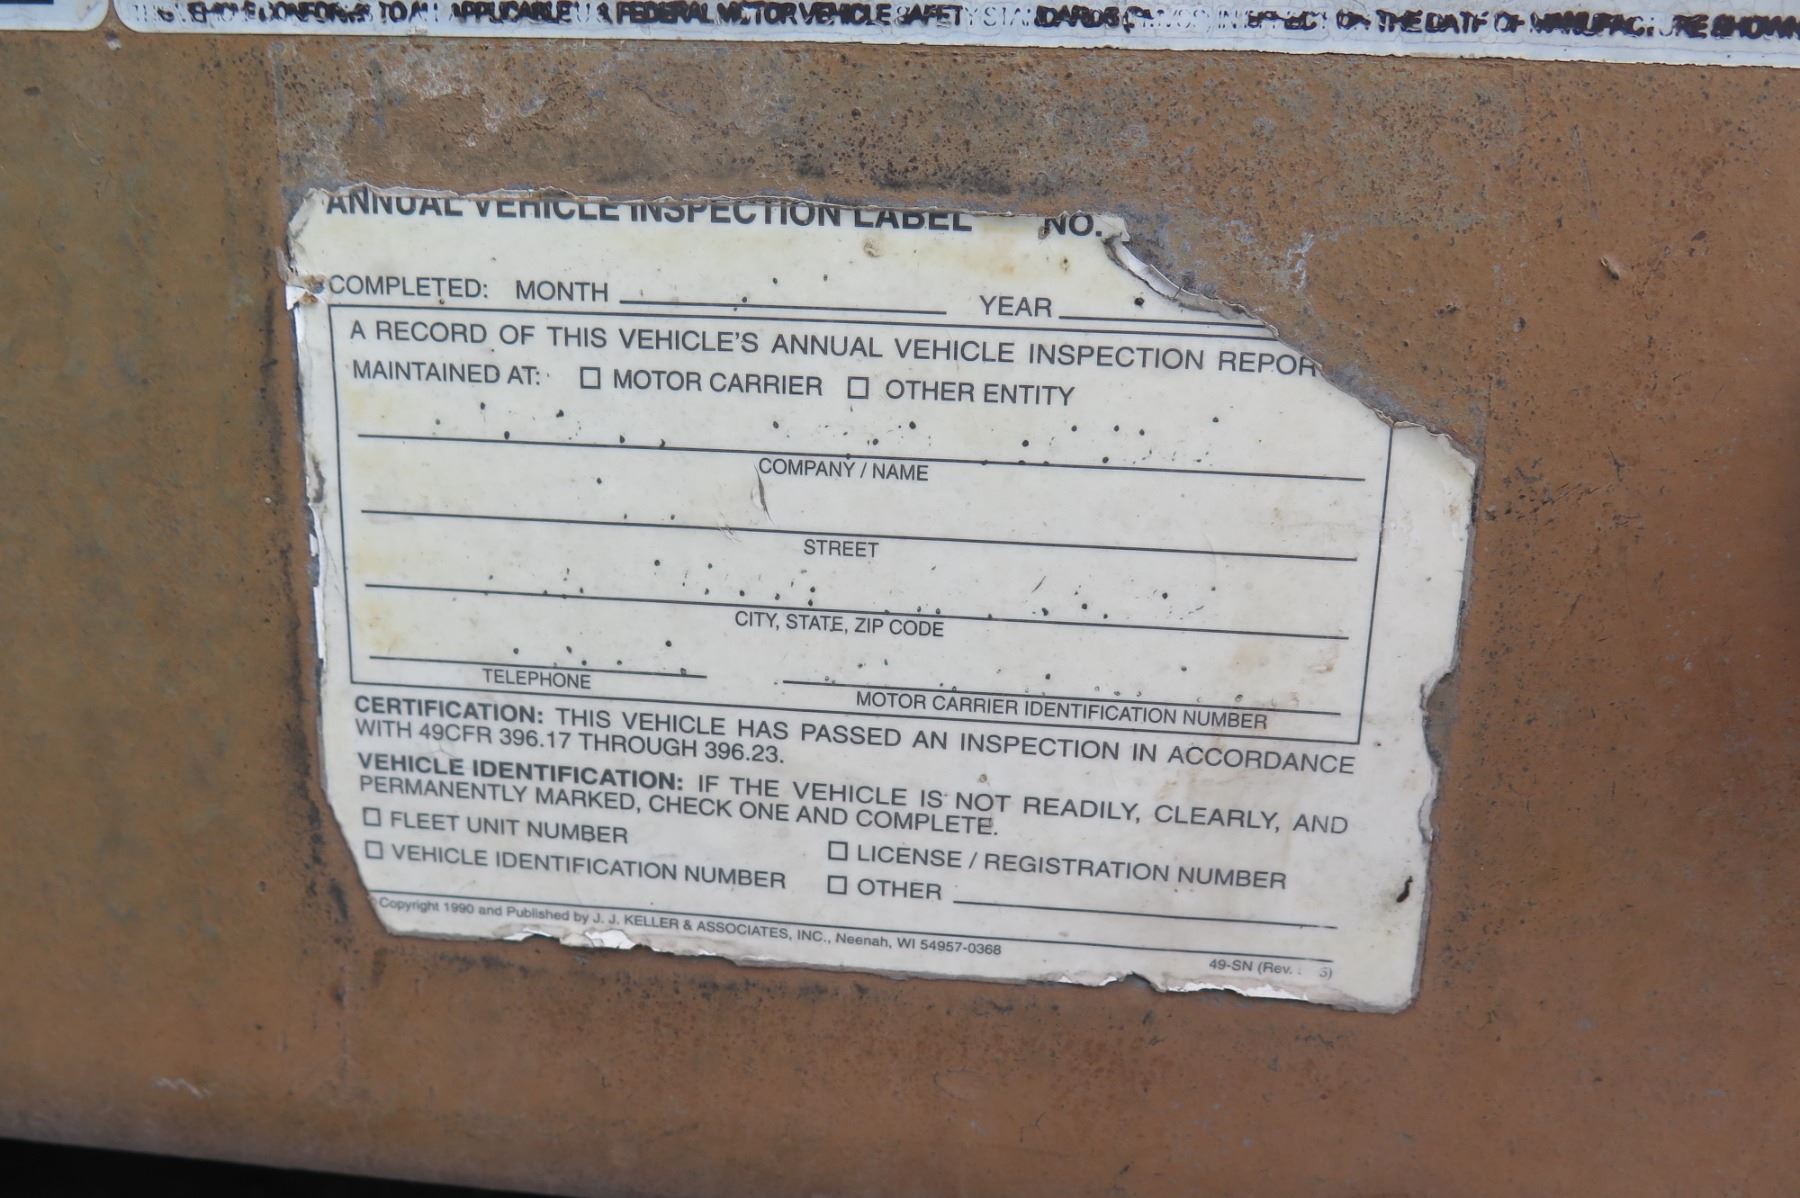 VEHICLE CONFORMS TO ALL APPLICABLE U.S. FEDERAL MOTOR VEHICLE SAFETY STANDARDS IN EFFECT ON THE DATE OF MANUFACTURE SHOWN
ANNUAL VEHICLE INSPECTION LABEL NO.
COMPLETED: MONTH YEAR
A RECORD OF THIS VEHICLE'S ANNUAL VEHICLE INSPECTION REPOR
MAINTAINED AT: ☐ MOTOR CARRIER ☐ OTHER ENTITY
COMPANY / NAME
STREET
CITY, STATE, ZIP CODE
TELEPHONE
MOTOR CARRIER IDENTIFICATION NUMBER
CERTIFICATION: THIS VEHICLE HAS PASSED AN INSPECTION IN ACCORDANCE
WITH 49CFR 396.17 THROUGH 396.23.
VEHICLE IDENTIFICATION: IF THE VEHICLE IS NOT READILY, CLEARLY, AND
PERMANENTLY MARKED, CHECK ONE AND COMPLETE.
☐ FLEET UNIT NUMBER
☐ LICENSE / REGISTRATION NUMBER
☐ VEHICLE IDENTIFICATION NUMBER
☐ OTHER
Copyright 1990 and Published by J. J. KELLER & ASSOCIATES, INC., Neenah, WI 54957-0368
49-SN (Rev.